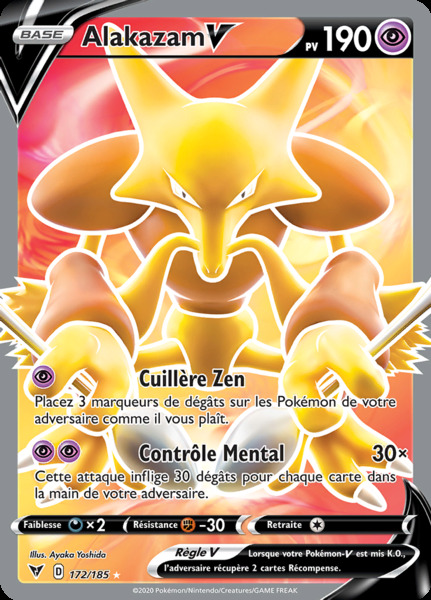 BASE AlakazamV PV 190
Cuillère Zen
Placez 3 marqueurs de dégâts sur les Pokémon de votre
adversaire comme il vous plaît.
Contrôle Mental 30×
Cette attaque inflige 30 dégâts pour chaque carte dans
la main de votre adversaire.
Faiblesse ×2 Résistance -30 Retraite
Illus. Ayaka Yoshida
Règle V Lorsque votre Pokémon-V est mis K.O.,
l'adversaire récupère 2 cartes Récompense.
D 172/185
©2020 Pokémon/Nintendo/Creatures/GAME FREAK